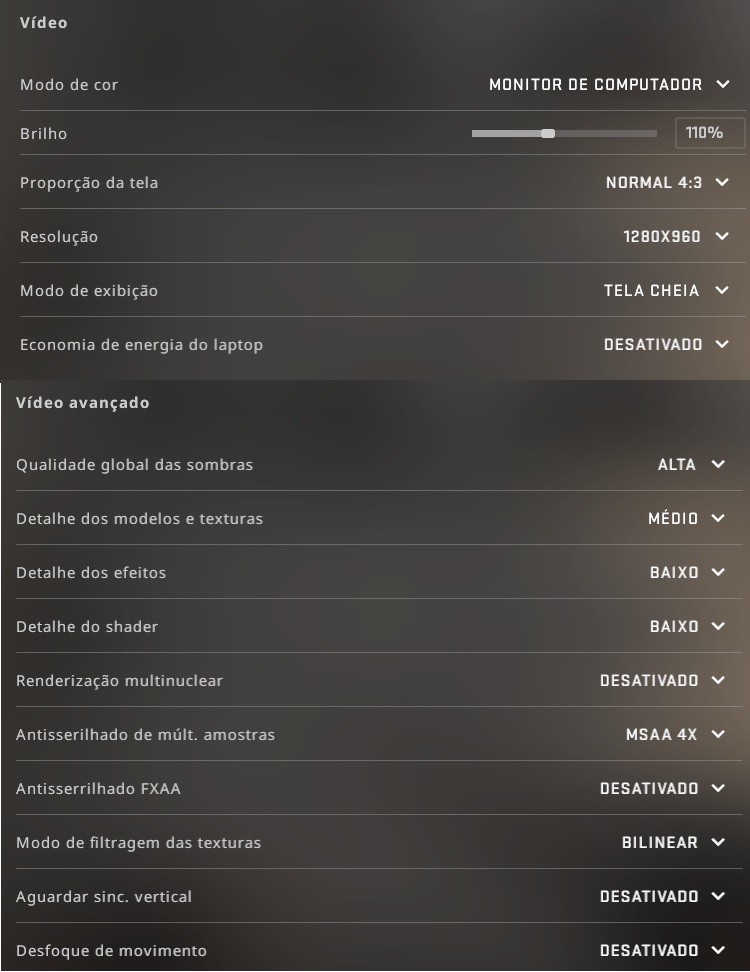 Vídeo
Modo de cor MONITOR DE COMPUTADOR
Brilho 110%
Proporção da tela NORMAL 4:3
Resolução 1280X960
Modo de exibição TELA CHEIA
Economia de energia do laptop DESATIVADO
Vídeo avançado
Qualidade global das sombras ALTA
Detalhe dos modelos e texturas MÉDIO
Detalhe dos efeitos BAIXO
Detalhe do shader BAIXO
Renderização multinuclear DESATIVADO
Antisserilhado de múlt. amostras MSAA 4X
Antisserrilhado FXAA DESATIVADO
Modo de filtragem das texturas BILINEAR
Aguardar sinc. vertical DESATIVADO
Desfoque de movimento DESATIVADO